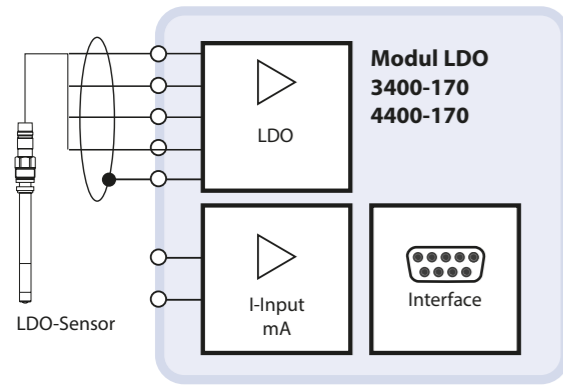 Modul LDO
3400-170
4400-170
LDO
LDO-Sensor
I-Input
mA
Interface